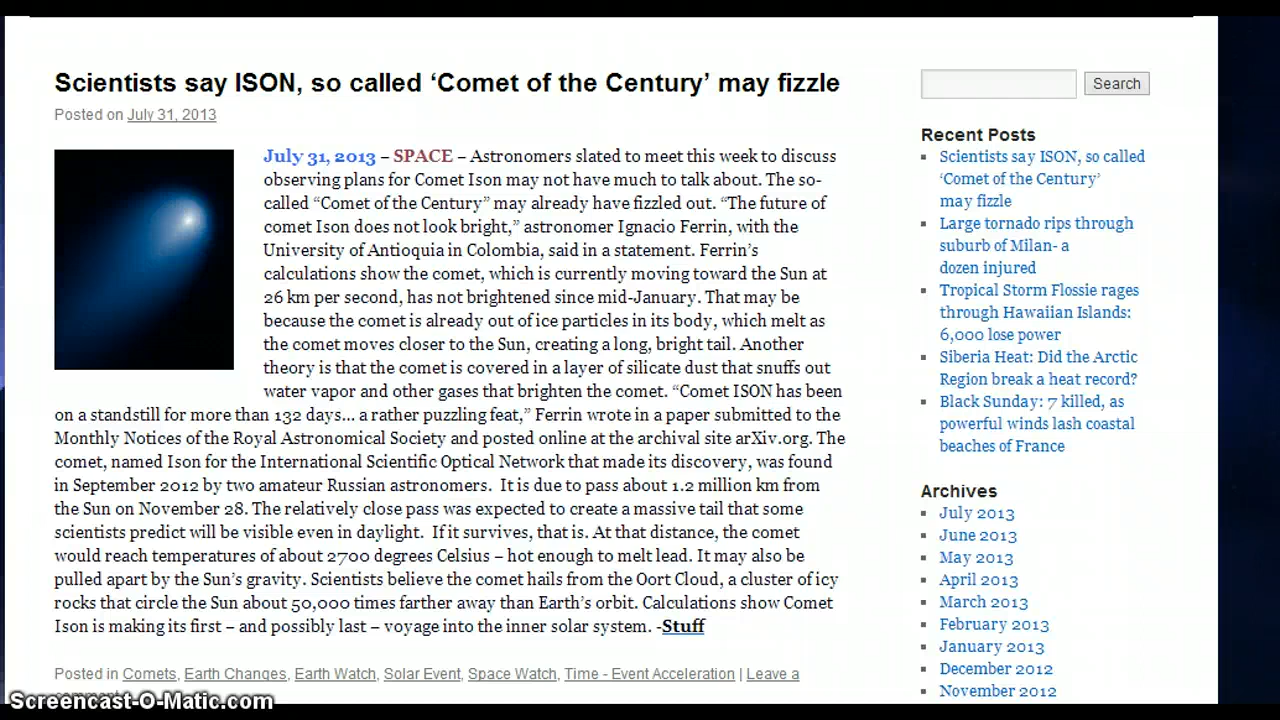 Scientists say ISON, so called ‘Comet of the Century’ may fizzle
Posted on July 31, 2013
July 31, 2013 – SPACE – Astronomers slated to meet this week to discuss
observing plans for Comet Ison may not have much to talk about. The so-
called “Comet of the Century” may already have fizzled out. “The future of
comet Ison does not look bright,” astronomer Ignacio Ferrin, with the
University of Antioquia in Colombia, said in a statement. Ferrin’s
calculations show the comet, which is currently moving toward the Sun at
26 km per second, has not brightened since mid-January. That may be
because the comet is already out of ice particles in its body, which melt as
the comet moves closer to the Sun, creating a long, bright tail. Another
theory is that the comet is covered in a layer of silicate dust that snuffs out
water vapor and other gases that brighten the comet. “Comet ISON has been
on a standstill for more than 132 days... a rather puzzling feat,” Ferrin wrote in a paper submitted to the
Monthly Notices of the Royal Astronomical Society and posted online at the archival site arXiv.org. The
comet, named Ison for the International Scientific Optical Network that made its discovery, was found
in September 2012 by two amateur Russian astronomers.  It is due to pass about 1.2 million km from
the Sun on November 28. The relatively close pass was expected to create a massive tail that some
scientists predict will be visible even in daylight.  If it survives, that is. At that distance, the comet
would reach temperatures of about 2700 degrees Celsius – hot enough to melt lead. It may also be
pulled apart by the Sun’s gravity. Scientists believe the comet hails from the Oort Cloud, a cluster of icy
rocks that circle the Sun about 50,000 times farther away than Earth’s orbit. Calculations show Comet
Ison is making its first – and possibly last – voyage into the inner solar system. -Stuff
Posted in Comets, Earth Changes, Earth Watch, Solar Event, Space Watch, Time - Event Acceleration | Leave a
Search
Recent Posts
Scientists say ISON, so called
‘Comet of the Century’
may fizzle
Large tornado rips through
suburb of Milan- a
dozen injured
Tropical Storm Flossie rages
through Hawaiian Islands:
6,000 lose power
Siberia Heat: Did the Arctic
Region break a heat record?
Black Sunday: 7 killed, as
powerful winds lash coastal
beaches of France
Archives
July 2013
June 2013
May 2013
April 2013
March 2013
February 2013
January 2013
December 2012
November 2012
Screencast-O-Matic.com